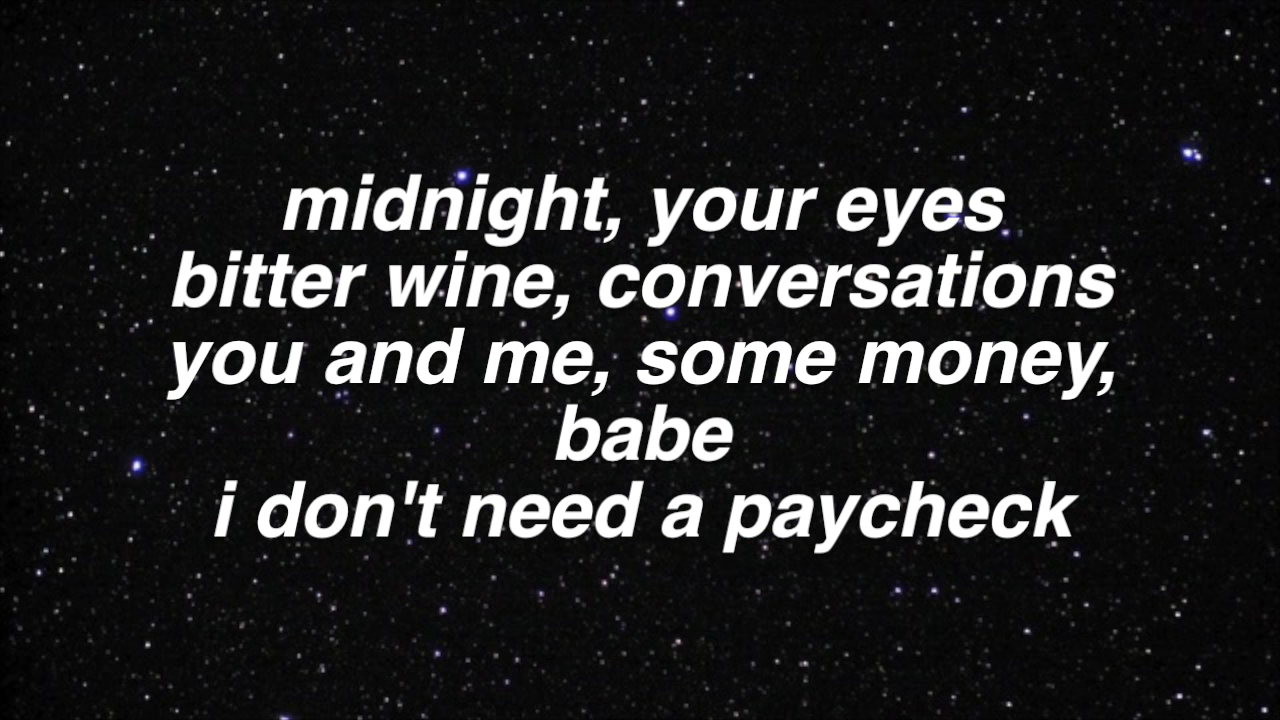 midnight, your eyes
bitter wine, conversations
you and me, some money,
babe
i don't need a paycheck